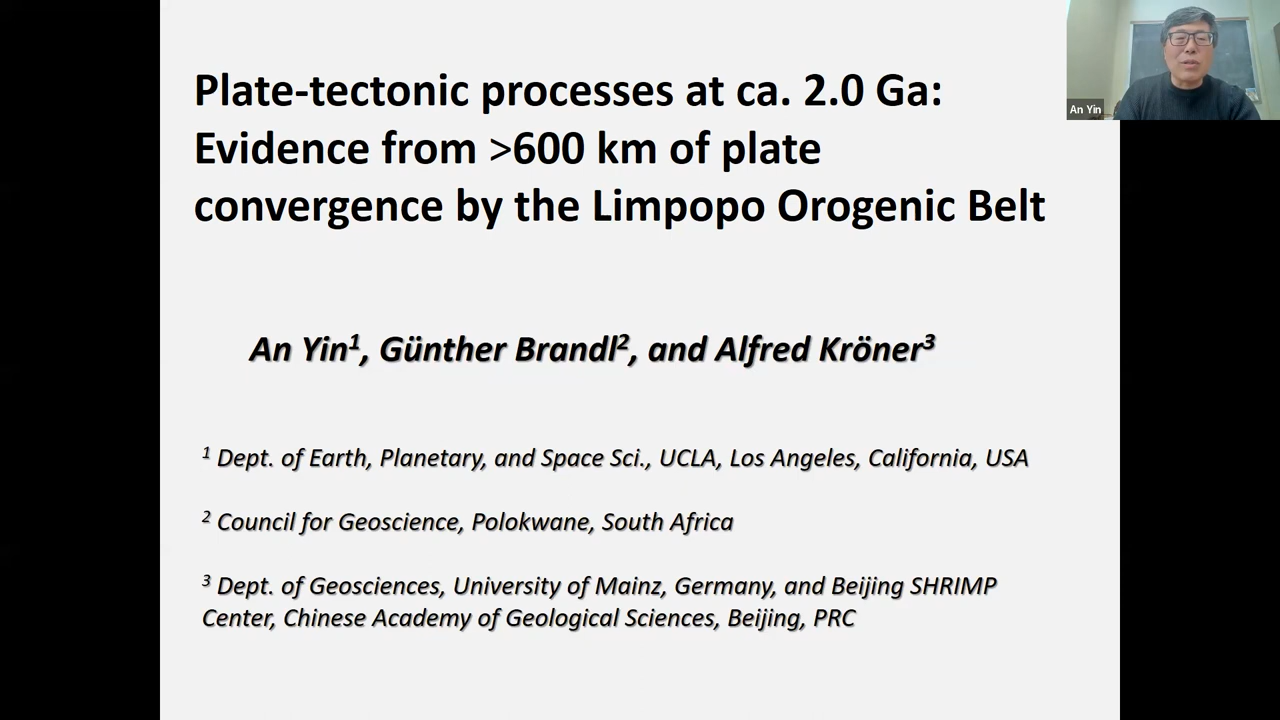 Plate-tectonic processes at ca. 2.0 Ga:
Evidence from >600 km of plate
convergence by the Limpopo Orogenic Belt
An Yin
An Yin¹, Günther Brandl², and Alfred Kröner³
¹ Dept. of Earth, Planetary, and Space Sci., UCLA, Los Angeles, California, USA
² Council for Geoscience, Polokwane, South Africa
³ Dept. of Geosciences, University of Mainz, Germany, and Beijing SHRIMP
Center, Chinese Academy of Geological Sciences, Beijing, PRC